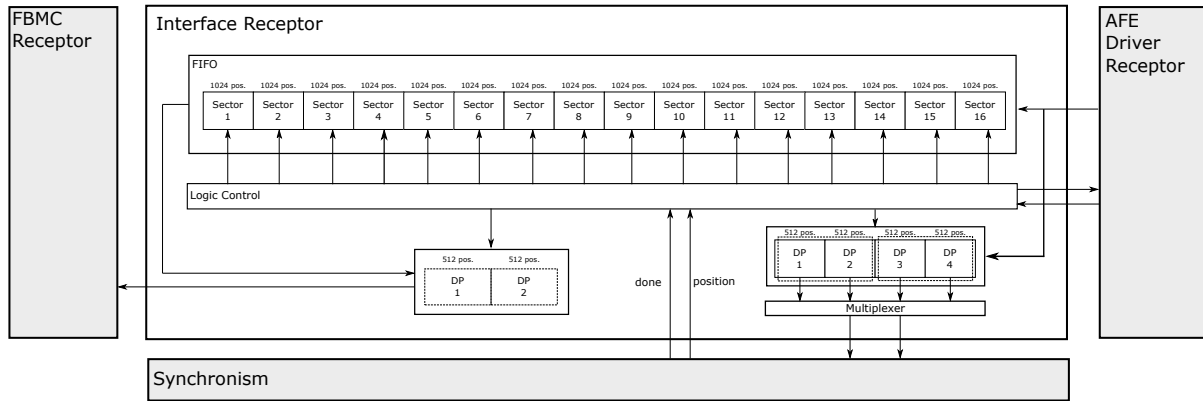 FBMC
Receptor
Interface Receptor
AFE
Driver
Receptor
FIFO
1024 pos. 1024 pos. 1024 pos. 1024 pos. 1024 pos. 1024 pos. 1024 pos. 1024 pos. 1024 pos. 1024 pos. 1024 pos. 1024 pos. 1024 pos. 1024 pos. 1024 pos. 1024 pos.
Sector Sector Sector Sector Sector Sector Sector Sector Sector Sector Sector Sector Sector Sector Sector Sector
1 2 3 4 5 6 7 8 9 10 11 12 13 14 15 16
Logic Control
512 pos. 512 pos. 512 pos. 512 pos.
DP DP DP DP
1 2 3 4
512 pos. 512 pos.
DP DP
1 2
done position
Multiplexer
Synchronism